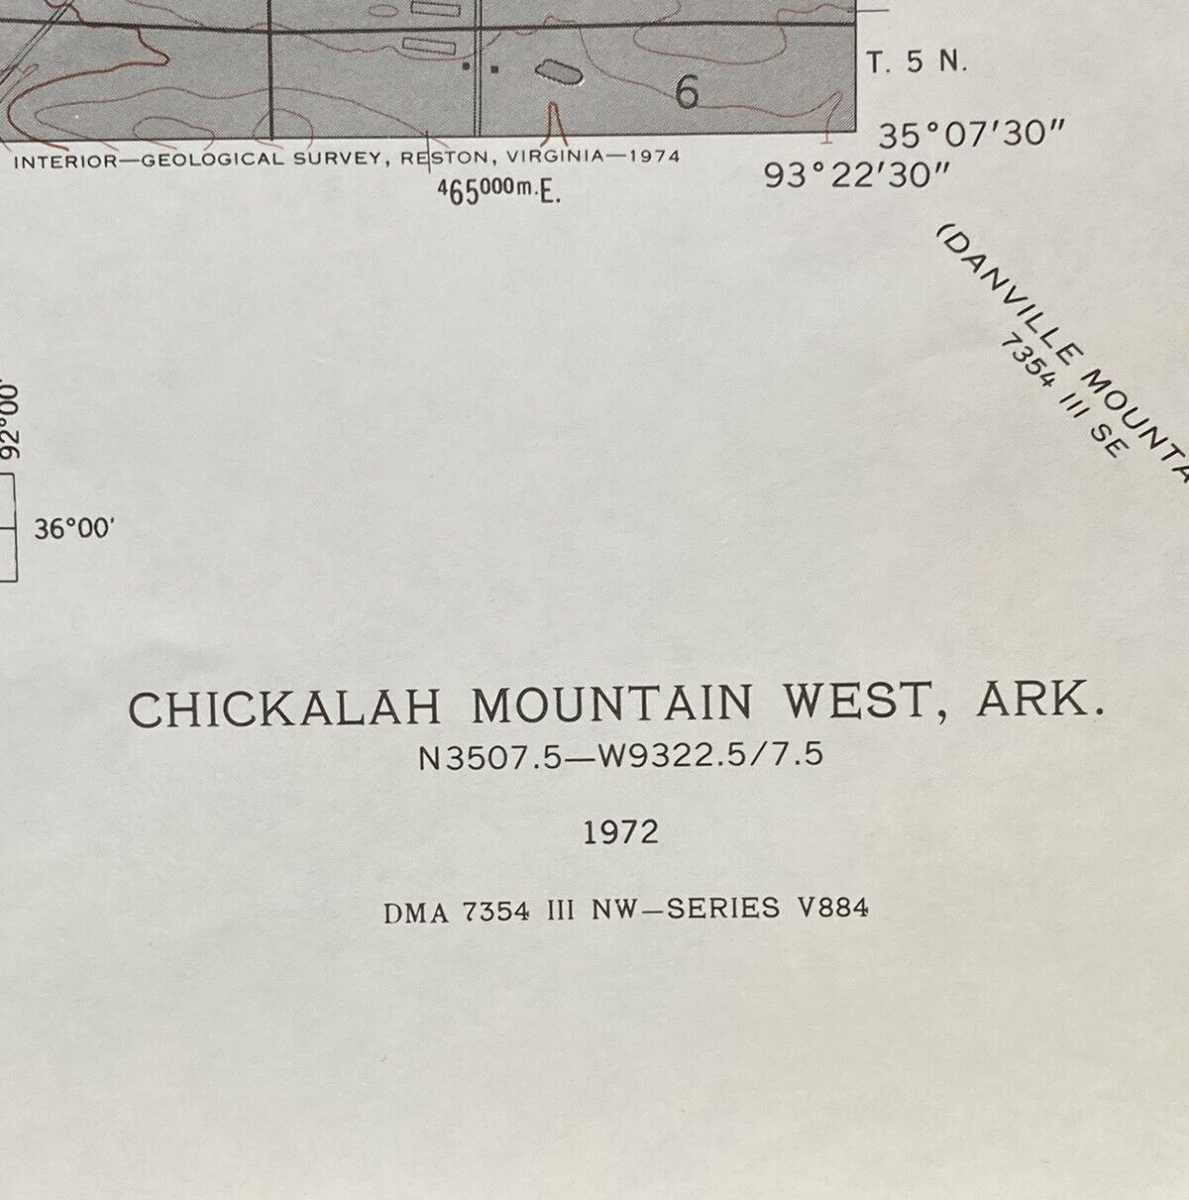 T. 5 N.
6
35°07'30"
INTERIOR—GEOLOGICAL SURVEY, RESTON, VIRGINIA—1974
93°22'30"
465000m.E.
(DANVILLE MOUNTA
7354 III SE
92°00'
36°00'
CHICKALAH MOUNTAIN WEST, ARK.
N3507.5—W9322.5/7.5
1972
DMA 7354 III NW—SERIES V884